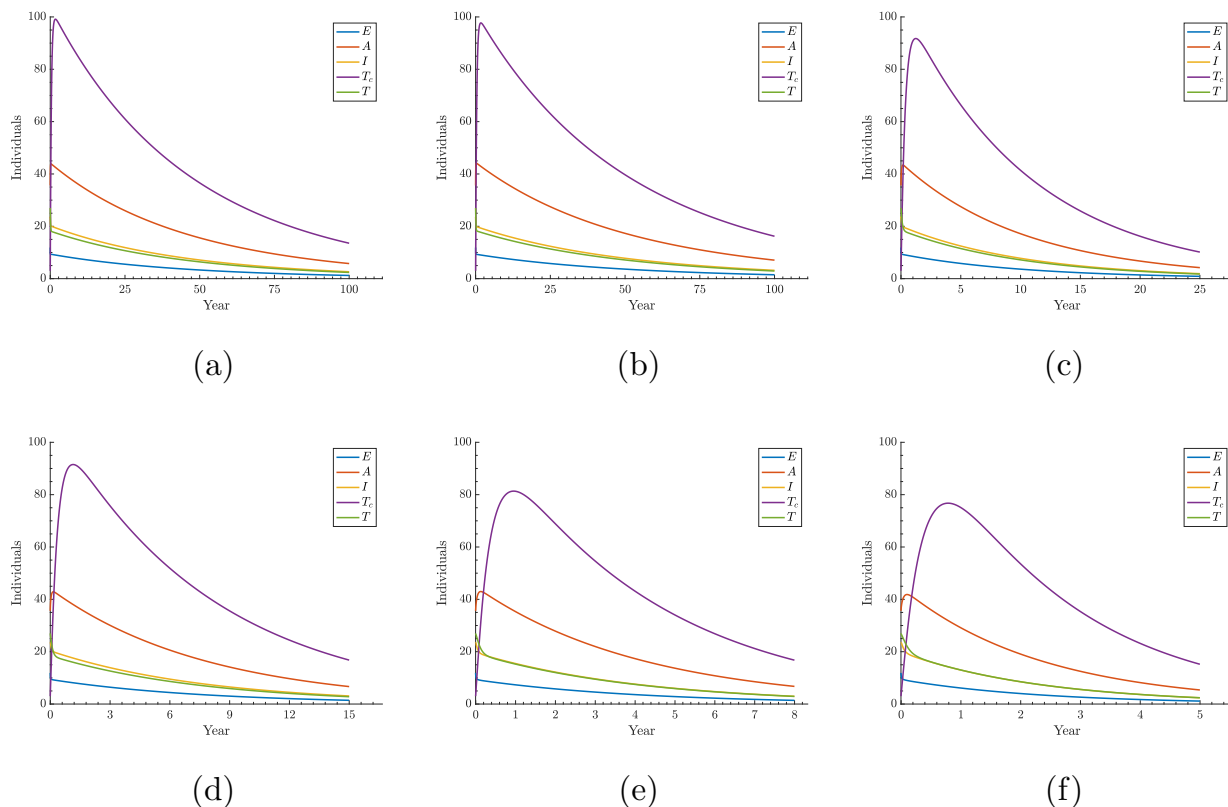 100
80
60
40
20
0
Individuals
0 25 50 75 100
Year
E
A
I
T_c
T
(a)
100
80
60
40
20
0
Individuals
0 25 50 75 100
Year
E
A
I
T_c
T
(b)
100
80
60
40
20
0
Individuals
0 5 10 15 20 25
Year
E
A
I
T_c
T
(c)
100
80
60
40
20
0
Individuals
0 3 6 9 12 15
Year
E
A
I
T_c
T
(d)
100
80
60
40
20
0
Individuals
0 1 2 3 4 5 6 7 8
Year
E
A
I
T_c
T
(e)
100
80
60
40
20
0
Individuals
0 1 2 3 4 5
Year
E
A
I
T_c
T
(f)